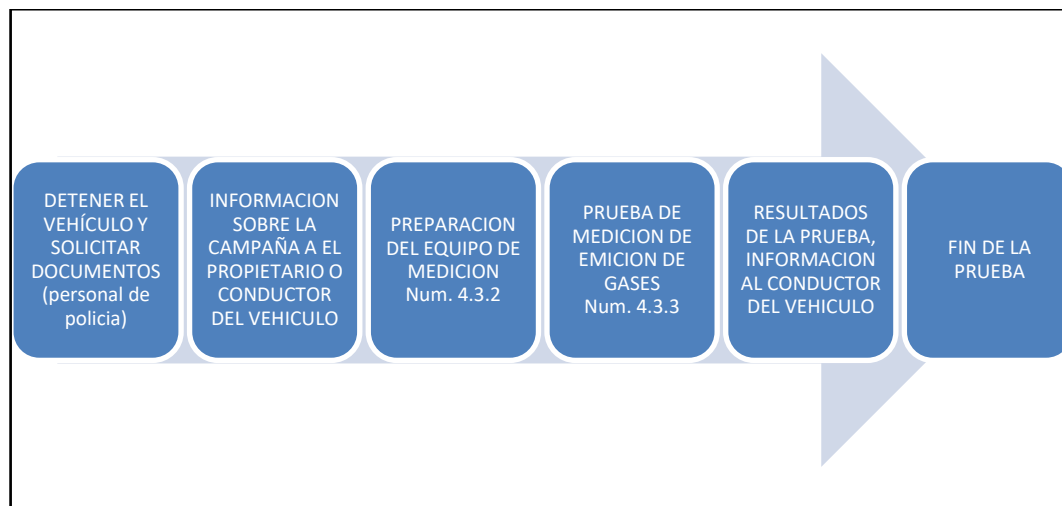 DETENER EL
VEHÍCULO Y
SOLICITAR
DOCUMENTOS
(personal de
policia)
INFORMACION
SOBRE LA
CAMPAÑA A EL
PROPIETARIO O
CONDUCTOR
DEL VEHICULO
PREPARACION
DEL EQUIPO DE
MEDICION
Num. 4.3.2
PRUEBA DE
MEDICION DE
EMICION DE
GASES
Num. 4.3.3
RESULTADOS
DE LA PRUEBA,
INFORMACION
AL CONDUCTOR
DEL VEHICULO
FIN DE LA
PRUEBA